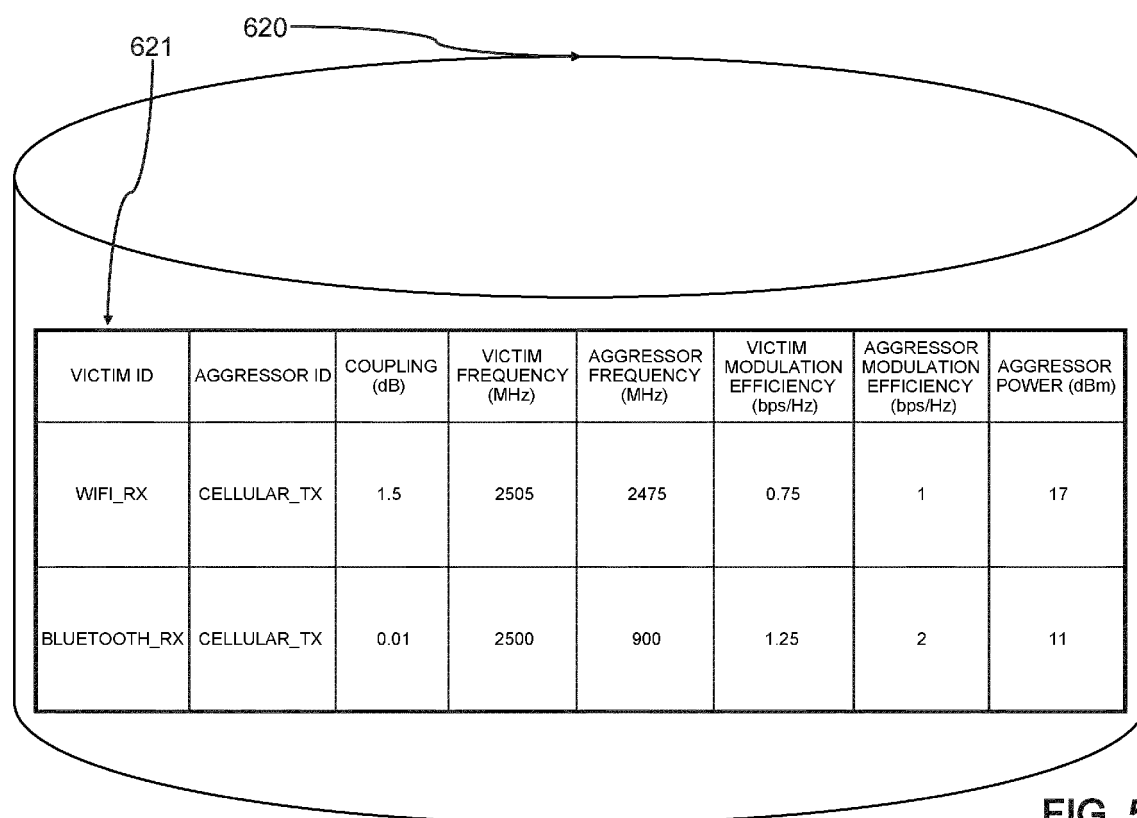 620
621
VICTIM ID
AGGRESSOR ID
COUPLING
(dB)
VICTIM
FREQUENCY
(MHz)
AGGRESSOR
FREQUENCY
(MHz)
VICTIM
MODULATION
EFFICIENCY
(bps/Hz)
AGGRESSOR
MODULATION
EFFICIENCY
(bps/Hz)
AGGRESSOR
POWER (dBm)
WIFI_RX
CELLULAR_TX
1.5
2505
2475
0.75
1
17
BLUETOOTH_RX
CELLULAR_TX
0.01
2500
900
1.25
2
11
FIG. 5